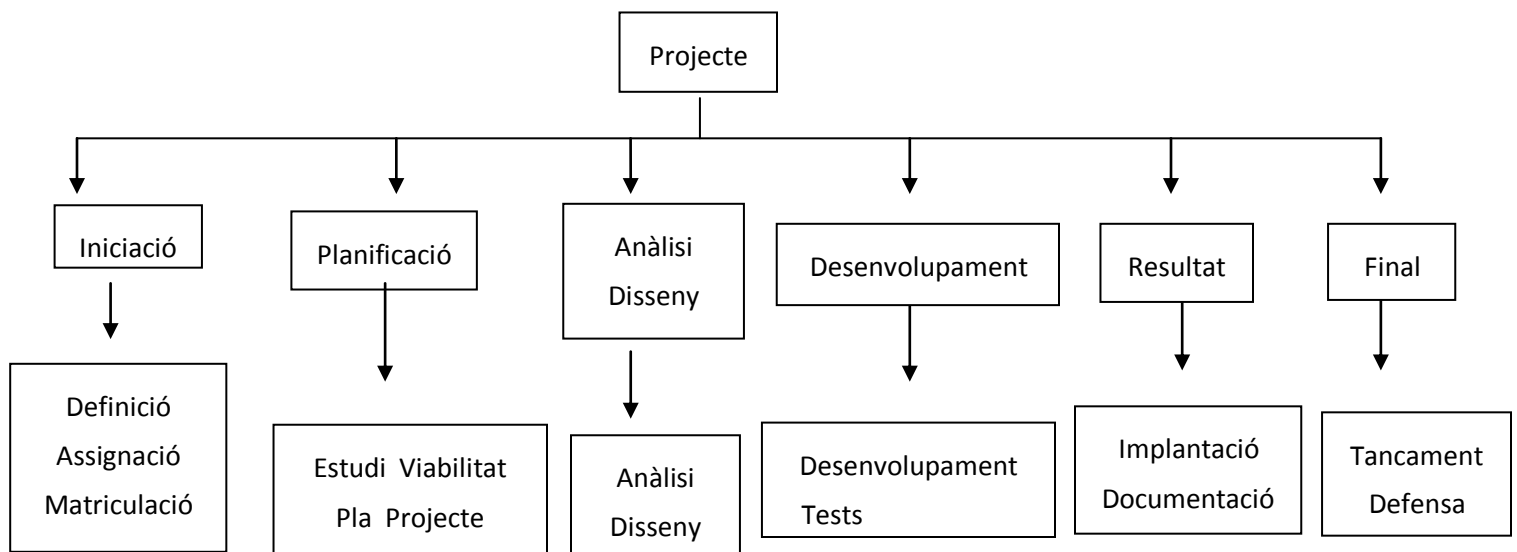 Projecte
Iniciació
Planificació
Anàlisi
Disseny
Desenvolupament
Resultat
Final
Definició
Assignació
Matriculació
Estudi Viabilitat
Pla Projecte
Anàlisi
Disseny
Desenvolupament
Tests
Implantació
Documentació
Tancament
Defensa